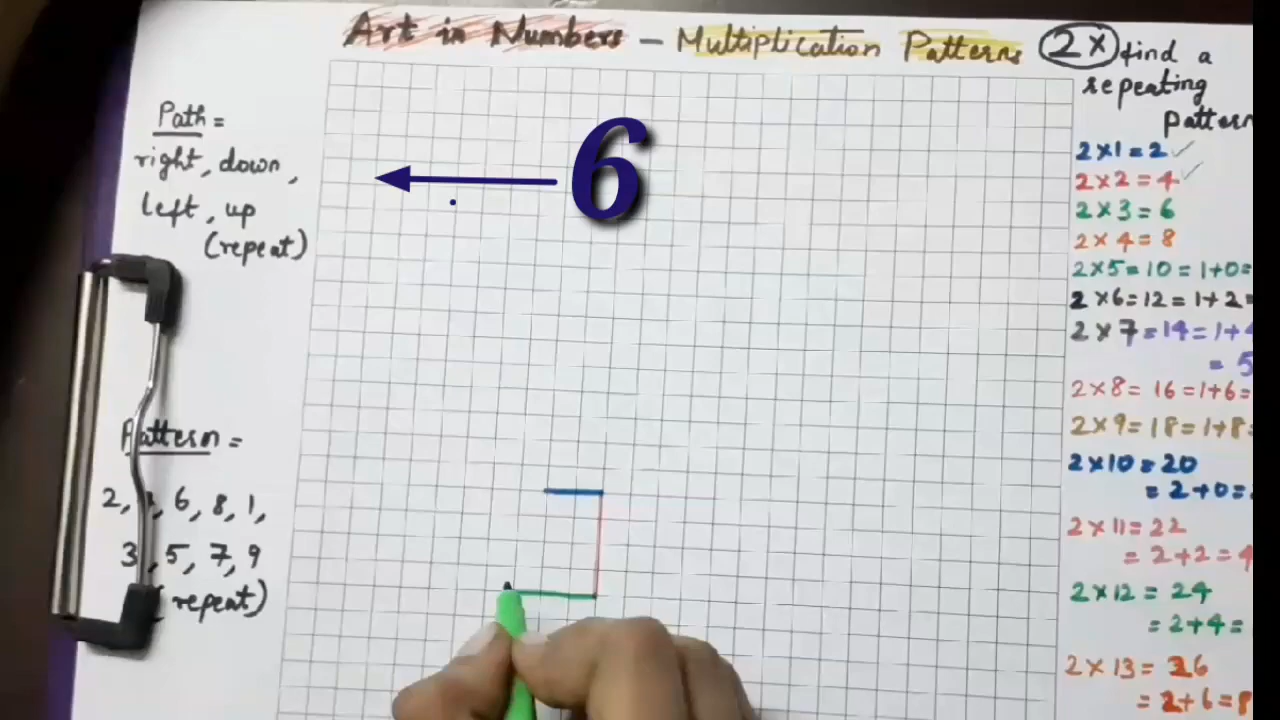 Art in Numbers - Multiplication Patterns 2x find a
repeating
pattern
Path =
right, down,
left, up
(repeat)
6
Pattern =
2, 6, 8, 1,
3, 5, 7, 9
(repeat)
2x1=2 ✓
2x2=4 ✓
2x3=6
2x4=8
2x5=10=1+0=
2x6=12=1+2=
2x7=14=1+4
= 5
2x8= 16=1+6=
2x9=18=1+8=
2x10=20
= 2+0=
2x11=22
= 2+2=4
2x12= 24
= 2+4=
2x13= 26
= 2+6=8